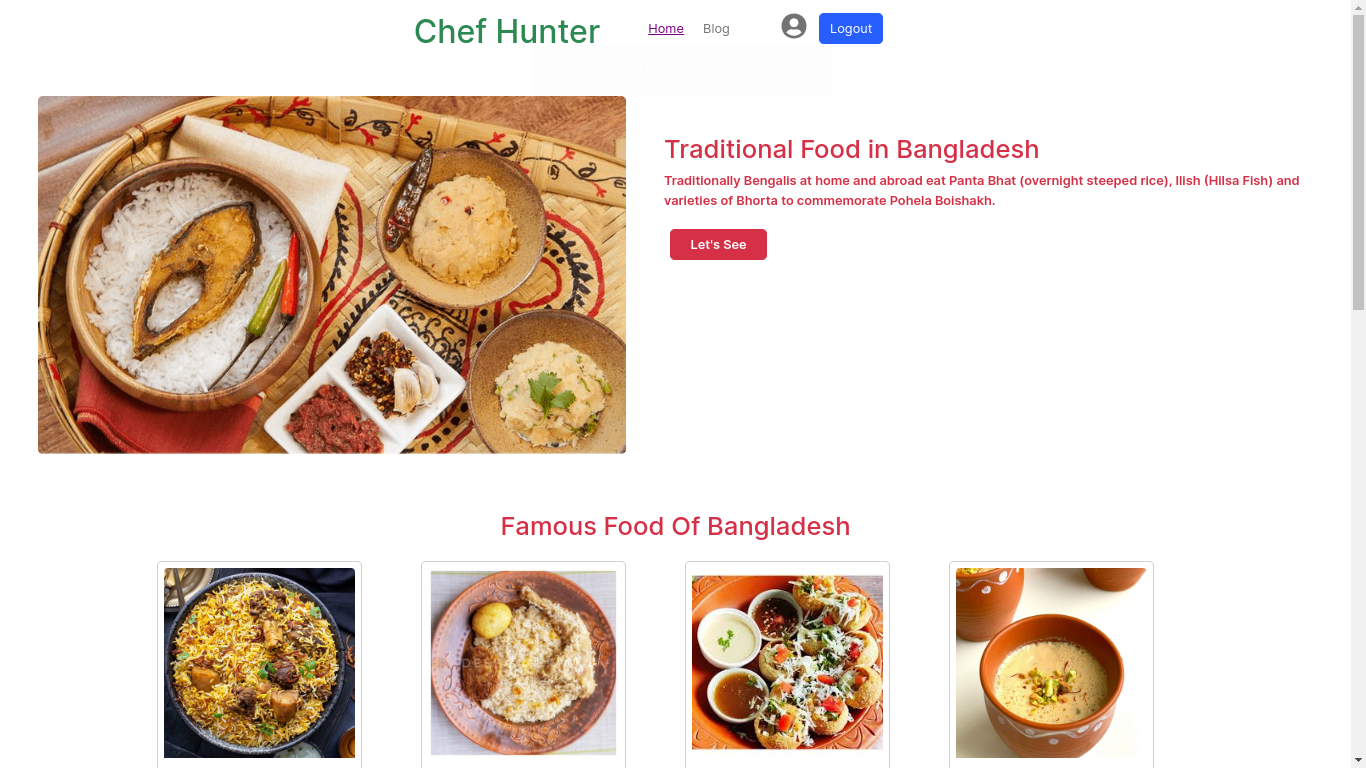 Chef Hunter
Home
Blog
Logout
Traditional Food in Bangladesh
Traditionally Bengalis at home and abroad eat Panta Bhat (overnight steeped rice), Ilish (Hilsa Fish) and
varieties of Bhorta to commemorate Pohela Boishakh.
Let's See
Famous Food Of Bangladesh